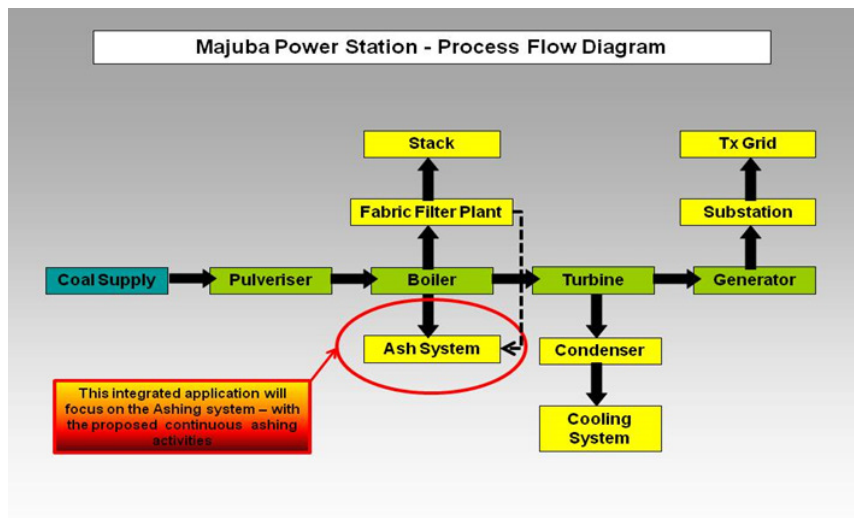 Majuba Power Station - Process Flow Diagram
Stack
Tx Grid
Fabric Filter Plant
Substation
Coal Supply
Pulveriser
Boiler
Turbine
Generator
Ash System
Condenser
This integrated application will
focus on the Ashing system – with
the proposed continuous ashing
activities
Cooling
System